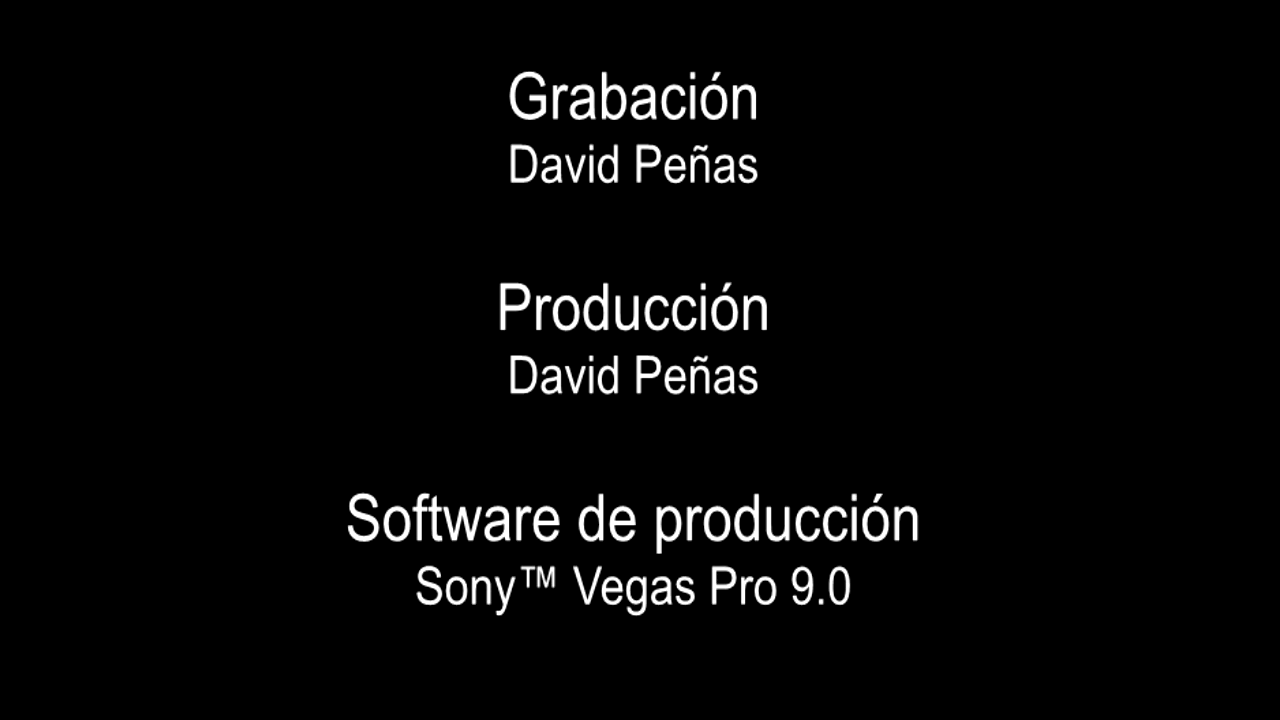 Grabación
David Peñas
Producción
David Peñas
Software de producción
Sony™ Vegas Pro 9.0